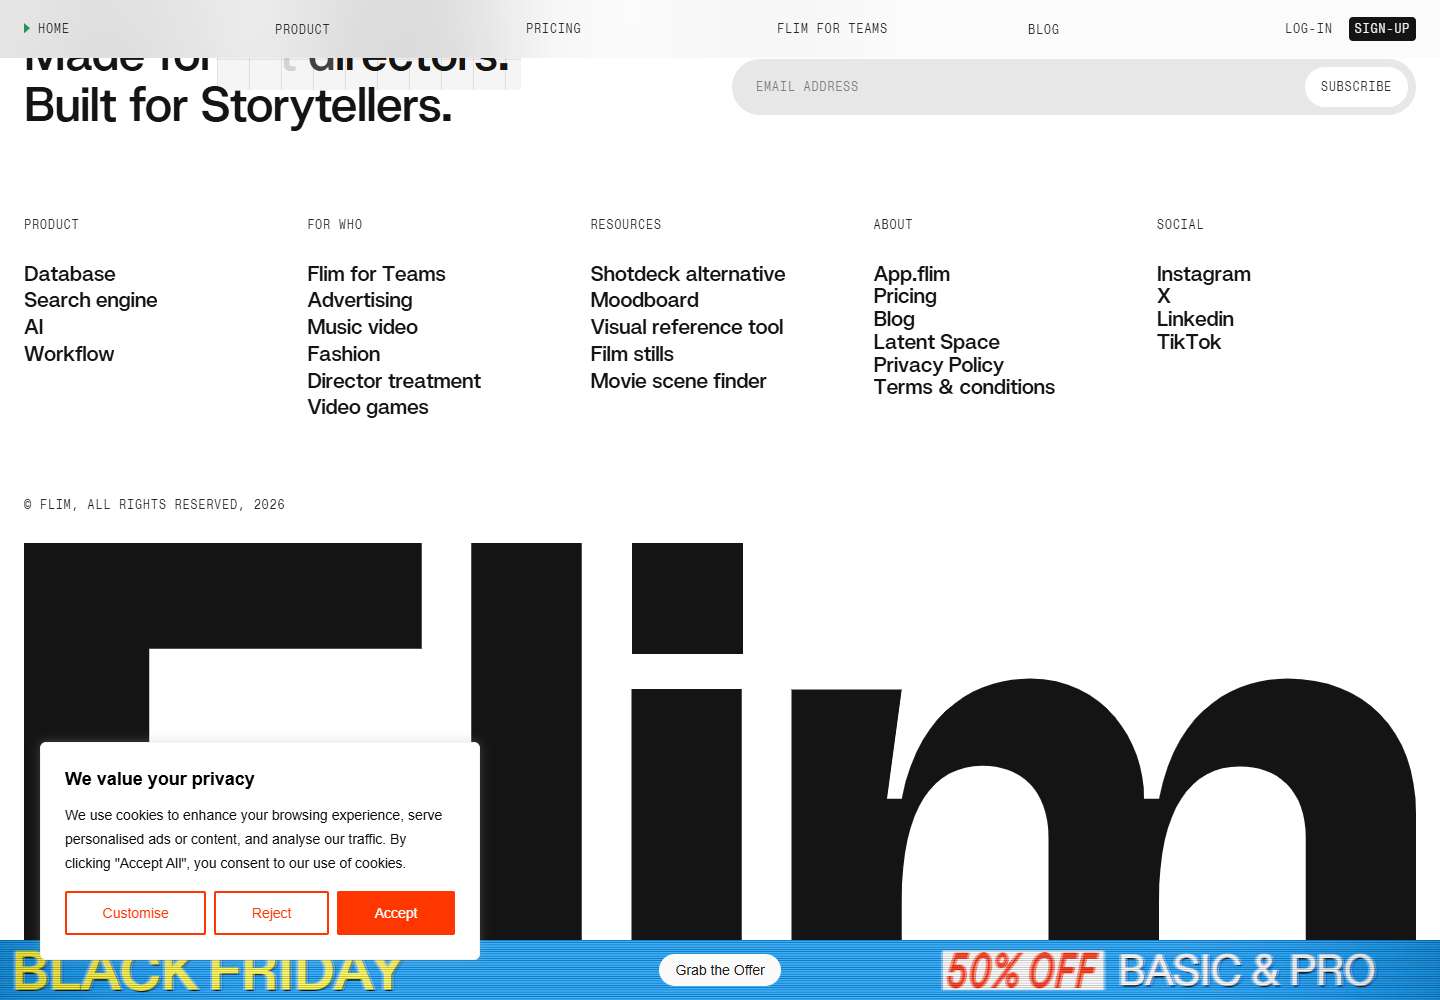 HOME
PRODUCT
PRICING
FLIM FOR TEAMS
BLOG
LOG-IN
SIGN-UP
Made for t directors.
Built for Storytellers.
EMAIL ADDRESS
SUBSCRIBE
PRODUCT
Database
Search engine
AI
Workflow
FOR WHO
Flim for Teams
Advertising
Music video
Fashion
Director treatment
Video games
RESOURCES
Shotdeck alternative
Moodboard
Visual reference tool
Film stills
Movie scene finder
ABOUT
App.flim
Pricing
Blog
Latent Space
Privacy Policy
Terms & conditions
SOCIAL
Instagram
X
Linkedin
TikTok
© FLIM, ALL RIGHTS RESERVED, 2026
Flim
We value your privacy
We use cookies to enhance your browsing experience, serve
personalised ads or content, and analyse our traffic. By
clicking "Accept All", you consent to our use of cookies.
Customise
Reject
Accept
BLACK FRIDAY
Grab the Offer
50% OFF BASIC & PRO